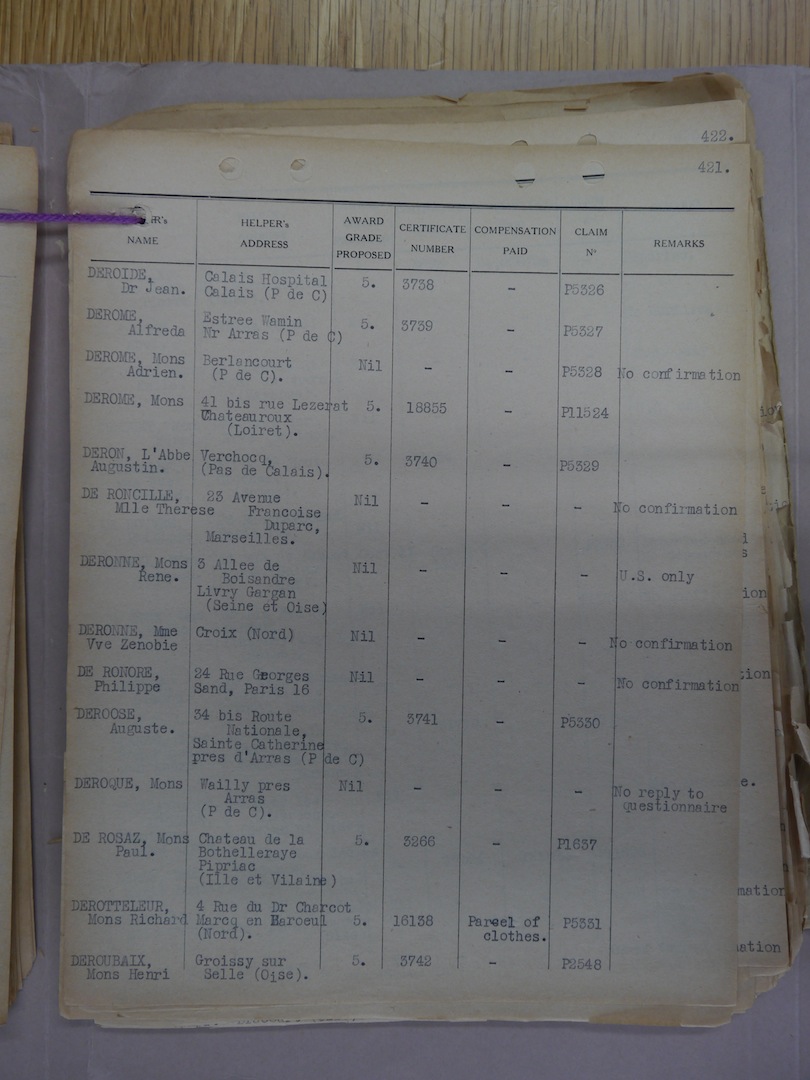 422.
421.
NAME
HELPER's
ADDRESS
AWARD
GRADE
PROPOSED
CERTIFICATE
NUMBER
COMPENSATION
PAID
CLAIM
Nº
REMARKS
DEROIDE, Calais Hospital 5. 3738 - P5326
Dr Jean. Calais (P de C)
DEROME, Estree Wamin 5. 3739 - P5327
Alfreda Nr Arras (P de C)
DEROME, Mons Berlencourt Nil - - P5328 No confirmation
Adrien. (P de C).
DEROME, Mons 41 bis rue Lezerat 5. 18855 - P11524
Chateauroux
(Loiret).
DERON, L'Abbe Verchocq, 5. 3740 - P5329
Augustin. (Pas de Calais).
DE RONCILLE, 23 Avenue Nil - - - No confirmation
Mlle Therese Francoise
Duparc,
Marseilles.
DERONNE, Mons 3 Allee de Nil - - - U.S. only
Rene. Boisandre
Livry Gargan
(Seine et Oise)
DERONNE, Mme Croix (Nord) Nil - - - No confirmation
Vve Zenobie
DE RONORE, 24 Rue Georges Nil - - - No confirmation
Philippe Sand, Paris 16
DEROOSE, 34 bis Route 5. 3741 - P5330
Auguste. Nationale,
Sainte Catherine
pres d'Arras (P de C)
DEROQUE, Mons Wailly pres Nil - - - No reply to
Arras questionnaire
(P de C).
DE ROSAZ, Mons Chateau de la 5. 3266 - P1637
Paul. Bothelleraye
Pipriac
(Ille et Vilaine)
DEROTTELEUR, 4 Rue du Dr Charcot
Mons Richard Marcq en Baroeul 5. 16138 Parcel of P5331
(Nord). clothes.
DEROUBAIX, Groissy sur 5. 3742 - P2548
Mons Henri Selle (Oise).